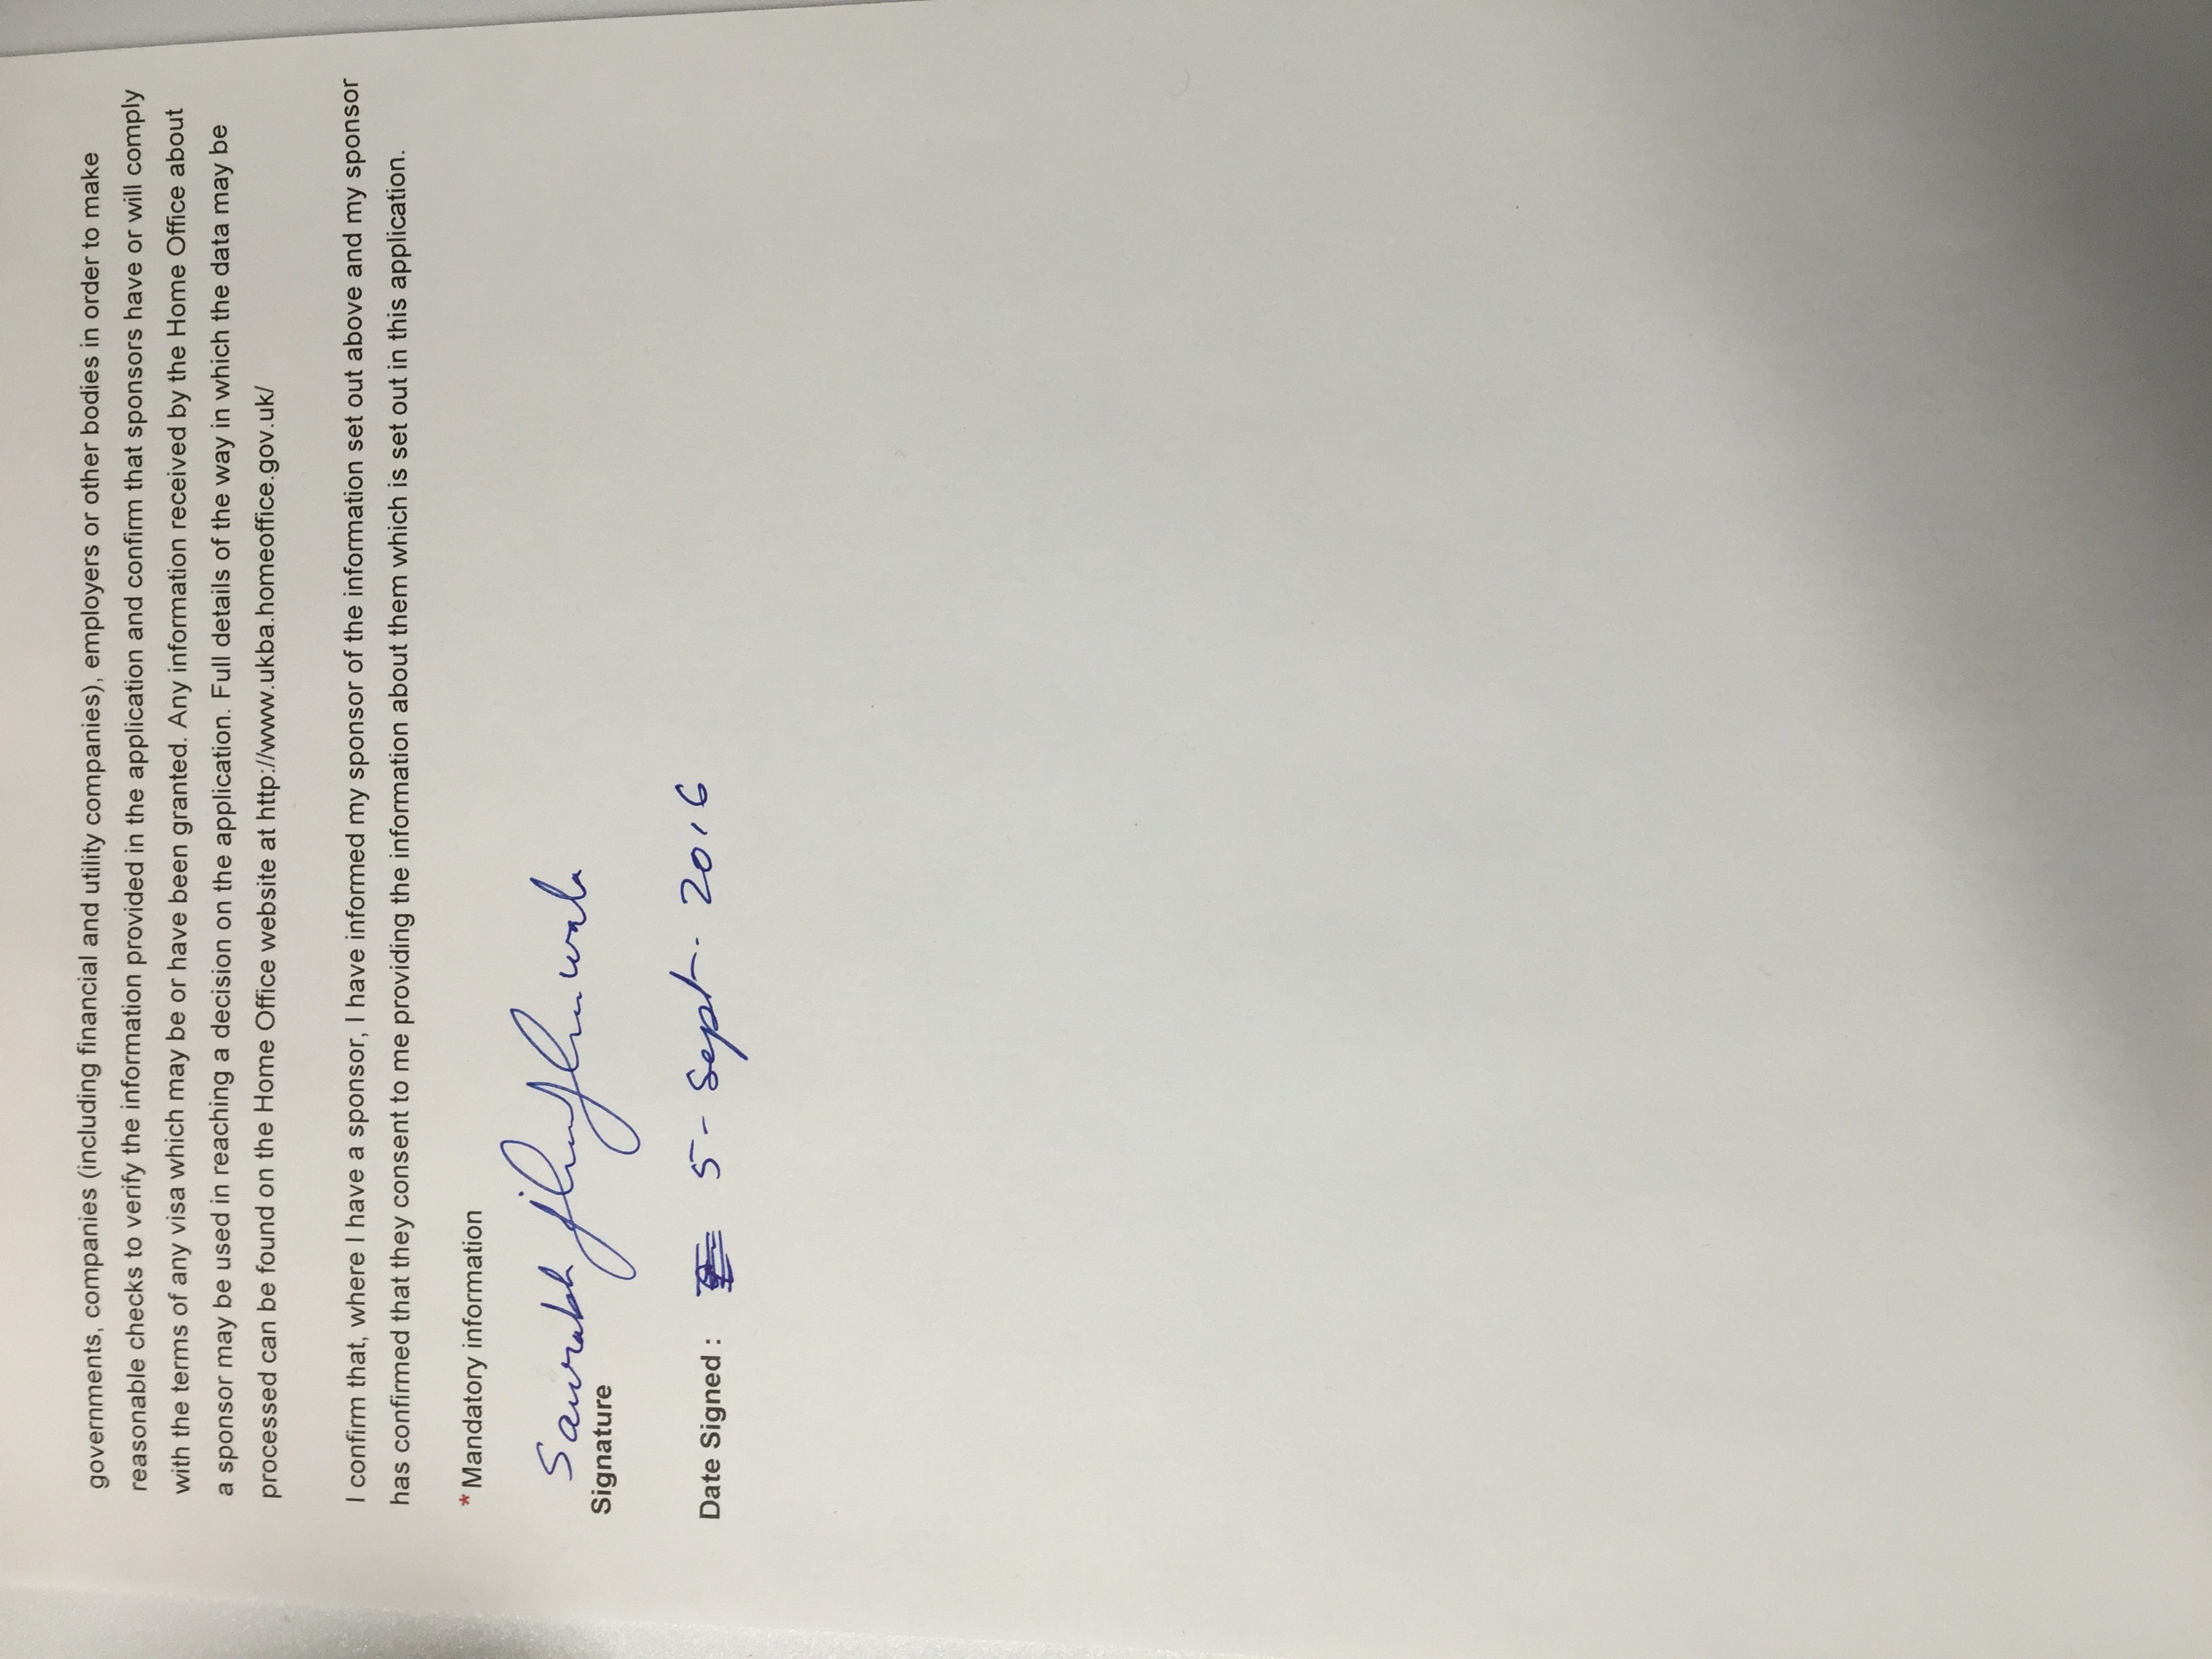 governments, companies (including financial and utility companies), employers or other bodies in order to make
reasonable checks to verify the information provided in the application and confirm that sponsors have or will comply
with the terms of any visa which may be or have been granted. Any information received by the Home Office about
a sponsor may be used in reaching a decision on the application. Full details of the way in which the data may be
processed can be found on the Home Office website at http://www.ukba.homeoffice.gov.uk/
I confirm that, where I have a sponsor, I have informed my sponsor of the information set out above and my sponsor
has confirmed that they consent to me providing the information about them which is set out in this application.
* Mandatory information
Saurabh Jhunjhunwala
Signature
Date Signed : 5 - Sept. 2016